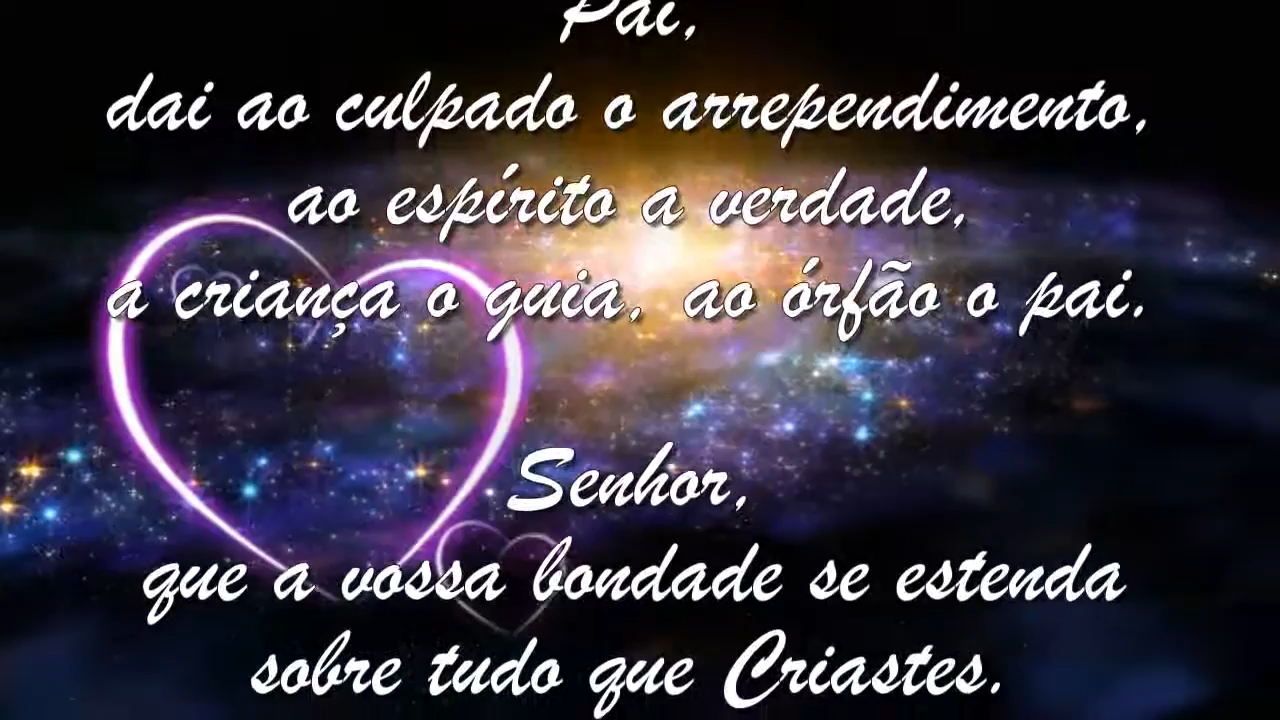 Pai,
dai ao culpado o arrependimento,
ao espírito a verdade,
a criança o guia, ao órfão o pai.
Senhor,
que a vossa bondade se estenda
sobre tudo que Criastes.